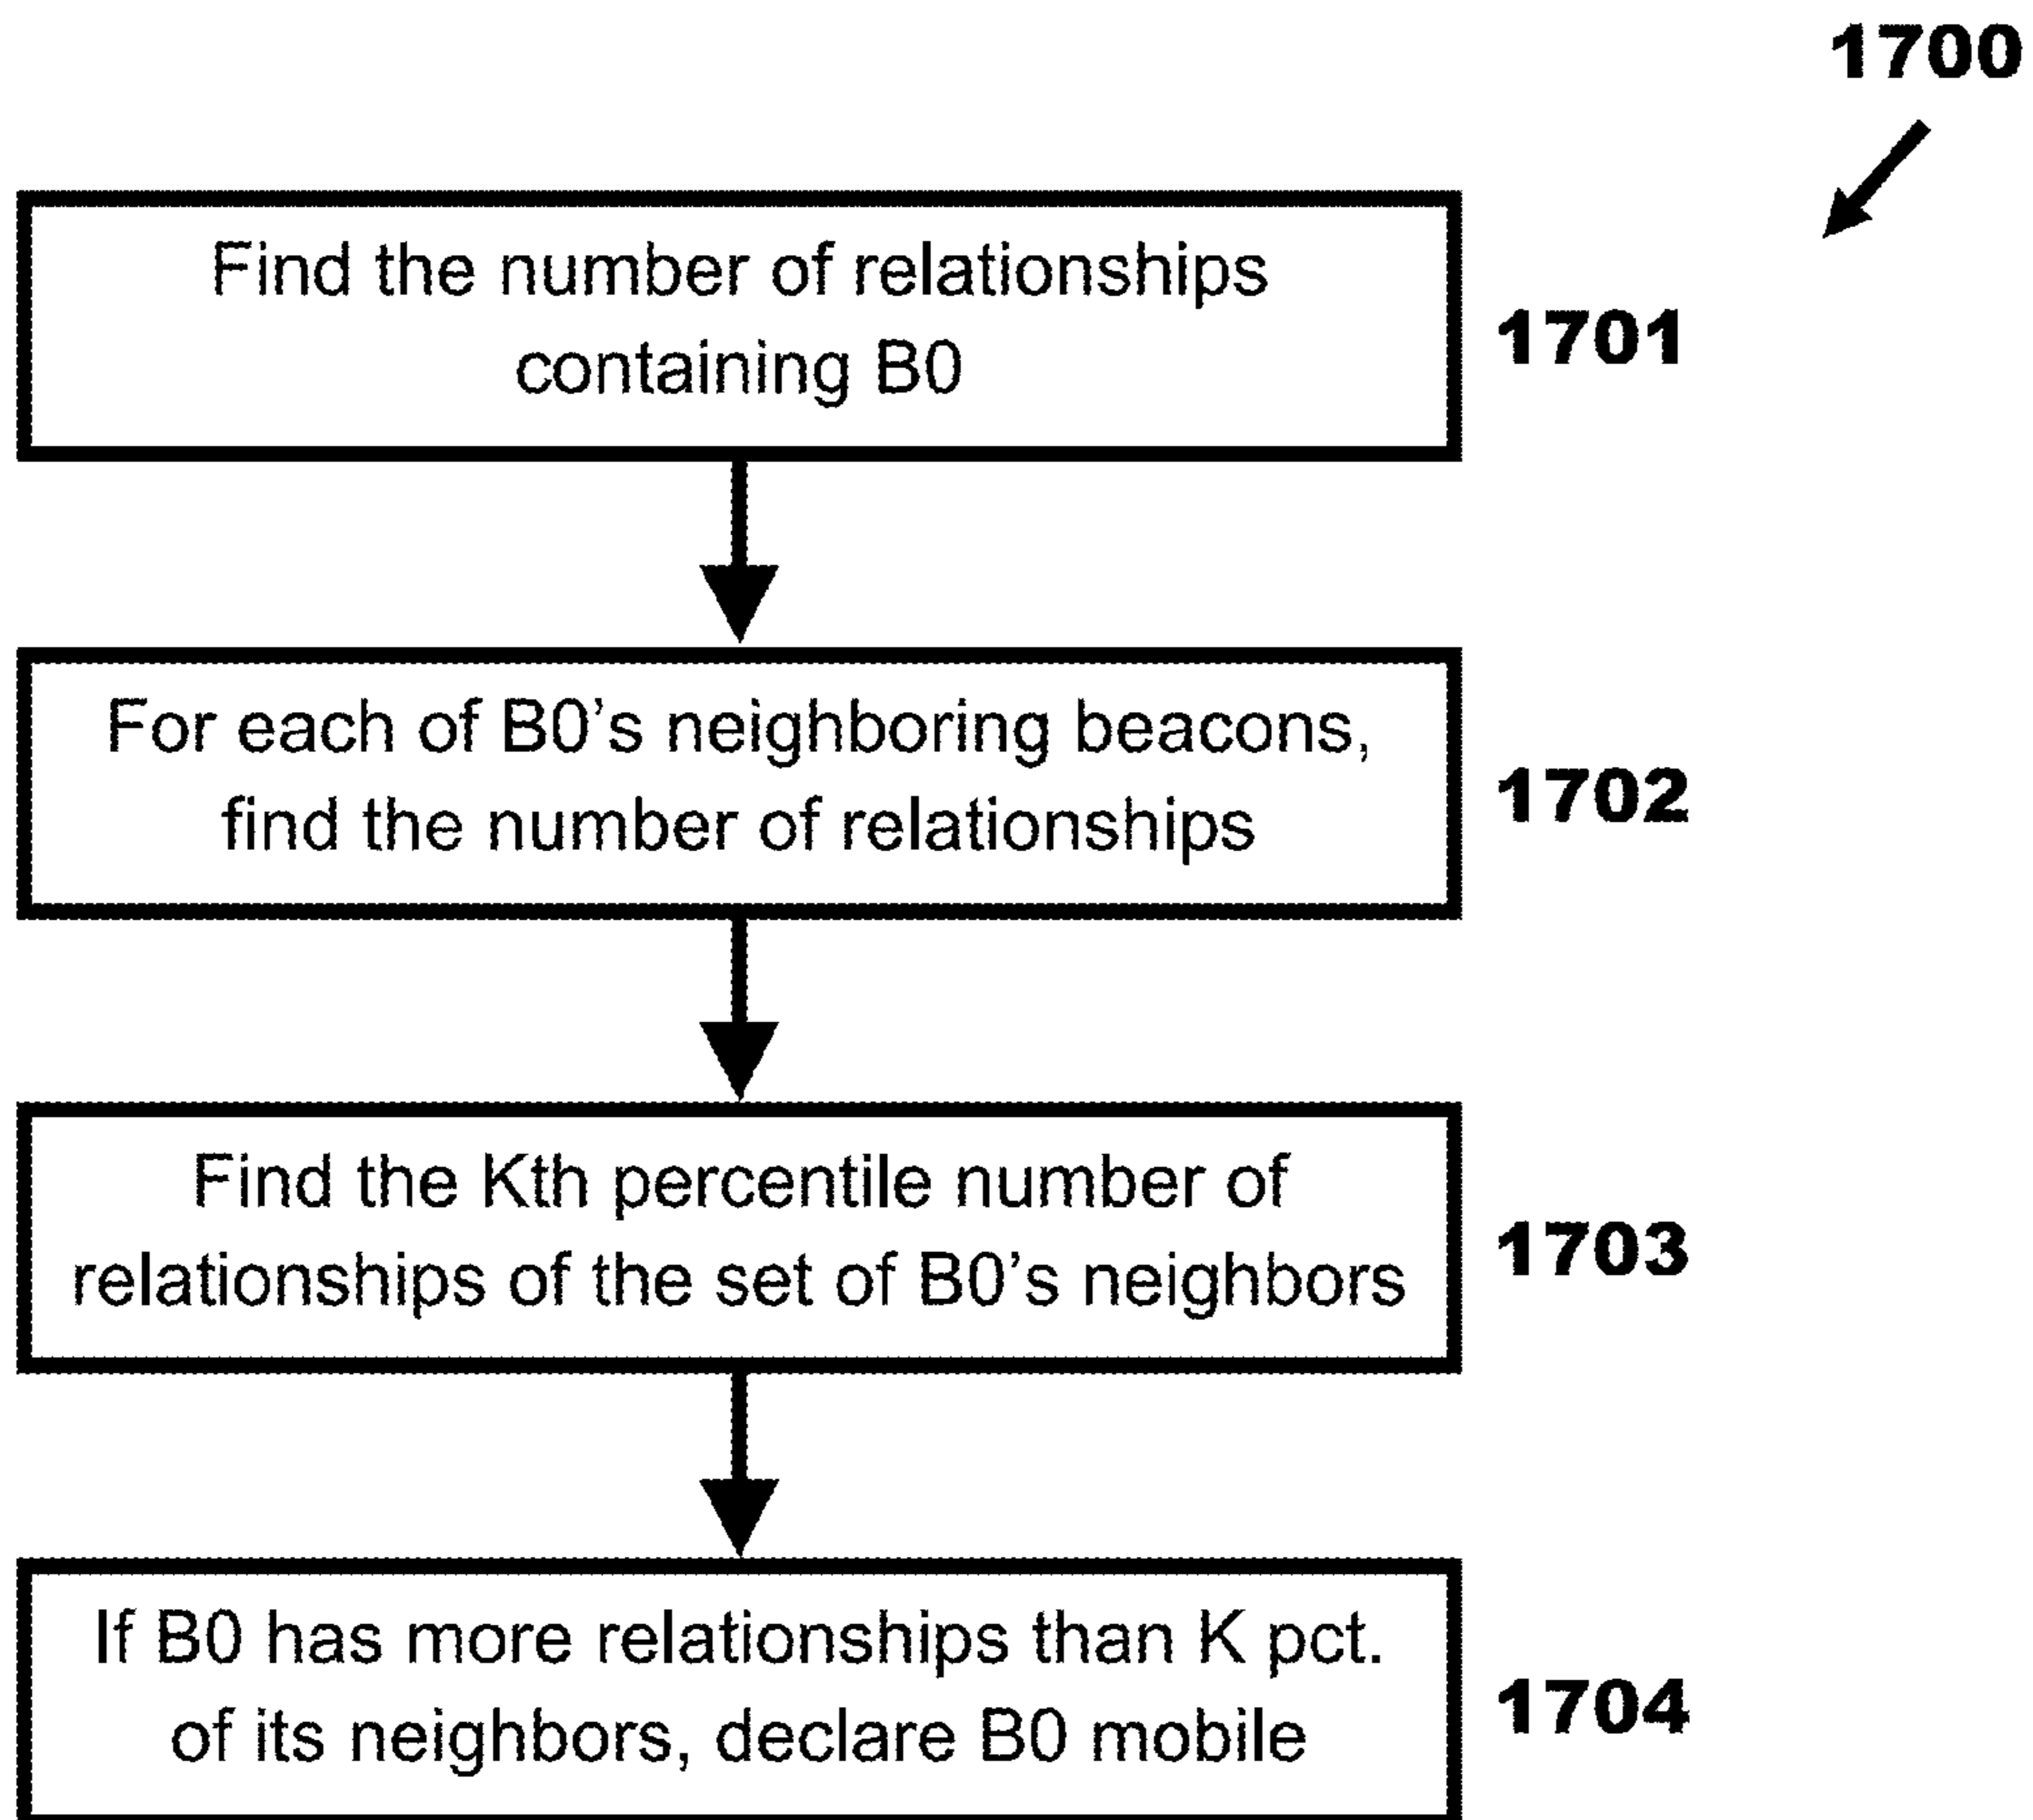 1700
Find the number of relationships
containing B0
1701
For each of B0’s neighboring beacons,
find the number of relationships
1702
Find the Kth percentile number of
relationships of the set of B0’s neighbors
1703
If B0 has more relationships than K pct.
of its neighbors, declare B0 mobile
1704